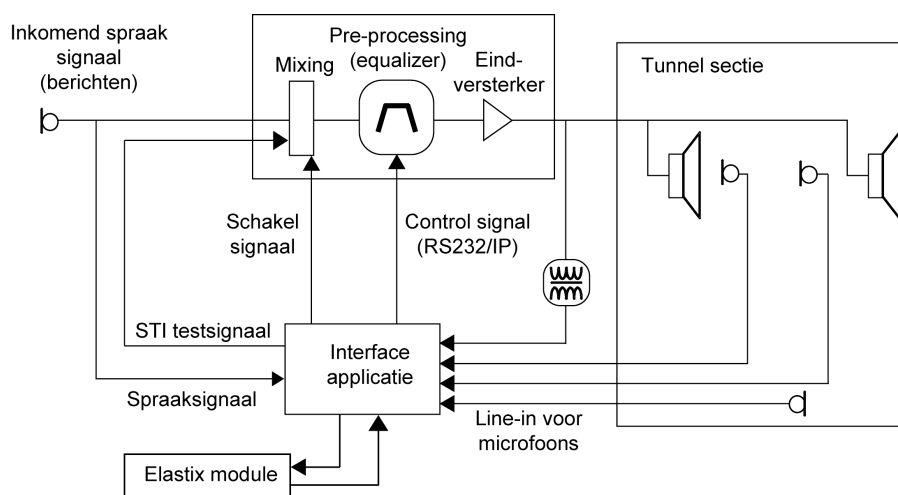 Inkomend spraak
signaal
(berichten)
Pre-processing
(equalizer)
Mixing
Eind-
versterker
Tunnel sectie
Schakel
signaal
Control signal
(RS232/IP)
STI testsignaal
Interface
applicatie
Spraaksignaal
Line-in voor
microfoons
Elastix module